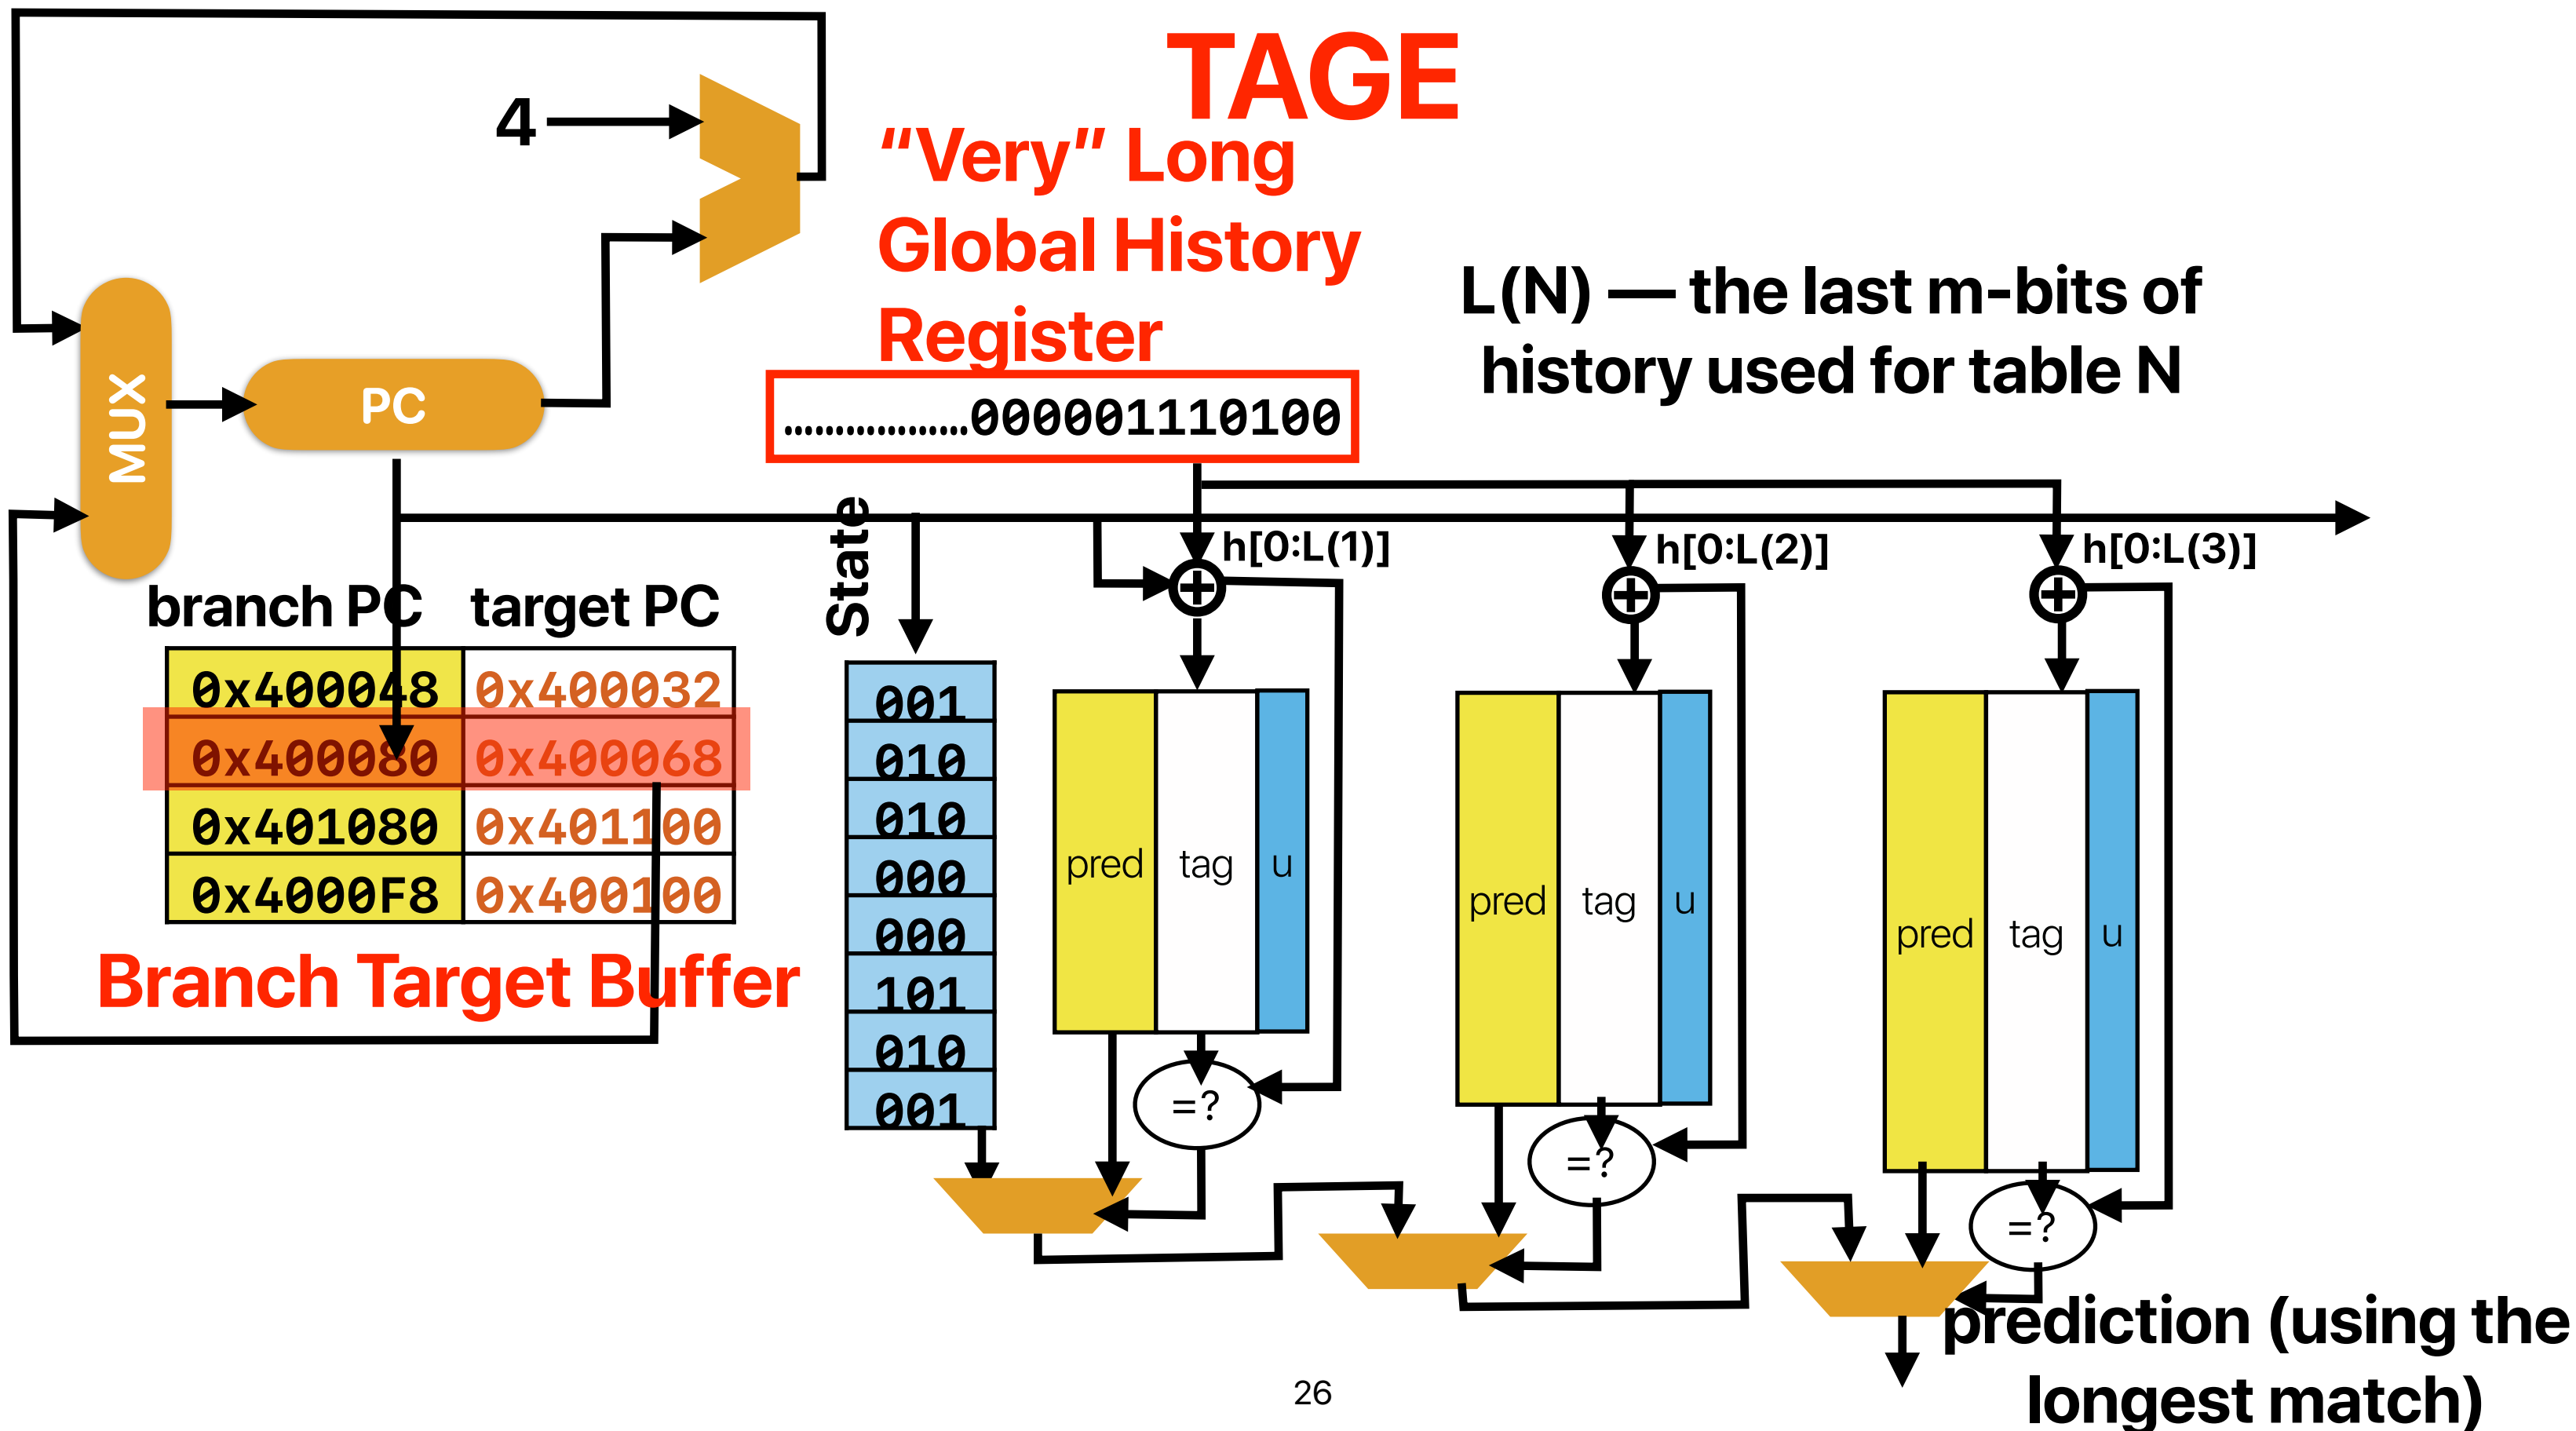 TAGE
4
“Very” Long
Global History
Register
L(N) — the last m-bits of
history used for table N
MUX
PC
..................000001110100
State
h[0:L(1)]
h[0:L(2)]
h[0:L(3)]
branch PC target PC
0x400048 0x400032
0x400080 0x400068
0x401080 0x401100
0x4000F8 0x400100
Branch Target Buffer
001
010
010
000
000
101
010
001
pred tag u
pred tag u
pred tag u
=?
=?
=?
prediction (using the
longest match)
26